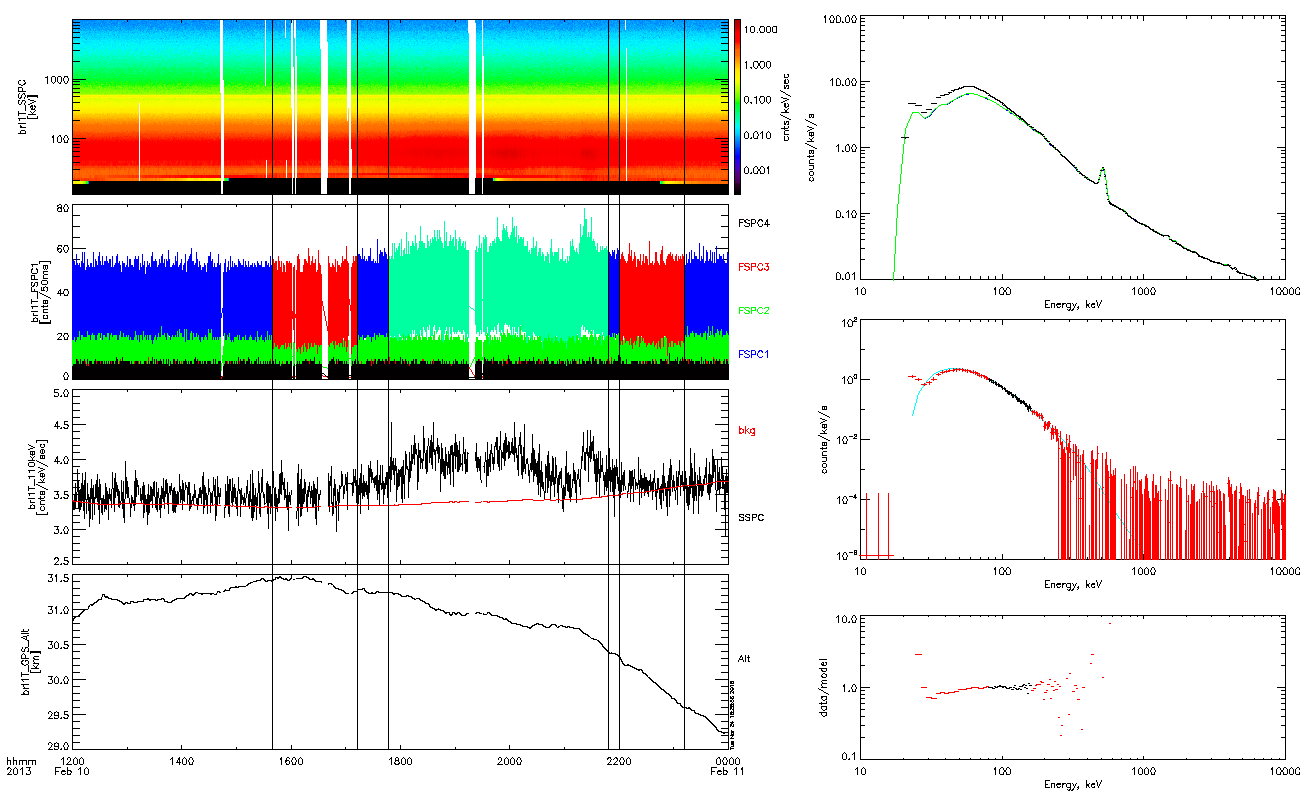 brl1T_SSPC
[keV]
1000
100
10.000
1.000
0.100
0.010
0.001
cnts/keV/sec
brl1T_FSPC1
[cnts/50ms]
80
60
40
20
0
FSPC4
FSPC3
FSPC2
FSPC1
brl1T_110keV
[cnts/keV/sec]
5.0
4.5
4.0
3.5
3.0
2.5
bkg
SSPC
brl1T_GPS_Alt
[km]
31.5
31.0
30.5
30.0
29.5
29.0
Alt
hhmm
2013
1200
Feb 10
1400
1600
1800
2000
2200
0000
Feb 11
counts/keV/s
100.00
10.00
1.00
0.10
0.01
10
100
1000
10000
Energy, keV
counts/keV/s
10²
10⁰
10⁻²
10⁻⁴
10⁻⁶
10
100
1000
10000
Energy, keV
data/model
10.0
1.0
0.1
10
100
1000
10000
Energy, keV